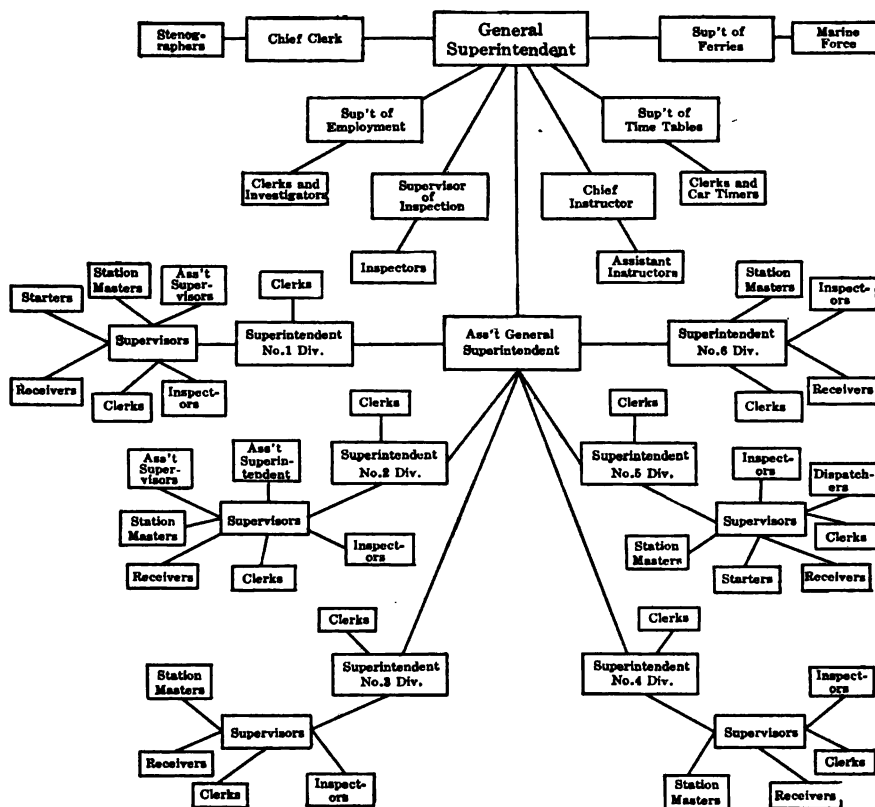 Stenog-
raphers
Chief Clerk
General
Superintendent
Sup't of
Ferries
Marine
Force
Sup't of
Employment
Sup't of
Time Tables
Clerks and
Investigators
Supervisor
of
Inspection
Chief
Instructor
Clerks and
Car Timers
Inspectors
Assistant
Instructors
Starters
Station
Masters
Ass't
Super-
visors
Clerks
Supervisors
Superintendent
No.1 Div.
Receivers
Clerks
Inspect-
ors
Ass't General
Superintendent
Station
Masters
Inspect-
ors
Superintendent
No.6 Div.
Clerks
Receivers
Clerks
Superintendent
No.2 Div.
Ass't
Super-
visors
Ass't
Superin-
tendent
Station
Masters
Supervisors
Receivers
Clerks
Inspect-
ors
Clerks
Superintendent
No.5 Div.
Inspect-
ors
Dispatch-
ers
Supervisors
Clerks
Station
Masters
Starters
Receivers
Clerks
Superintendent
No.3 Div.
Station
Masters
Supervisors
Receivers
Clerks
Inspect-
ors
Clerks
Superintendent
No.4 Div.
Inspect-
ors
Supervisors
Clerks
Station
Masters
Receivers